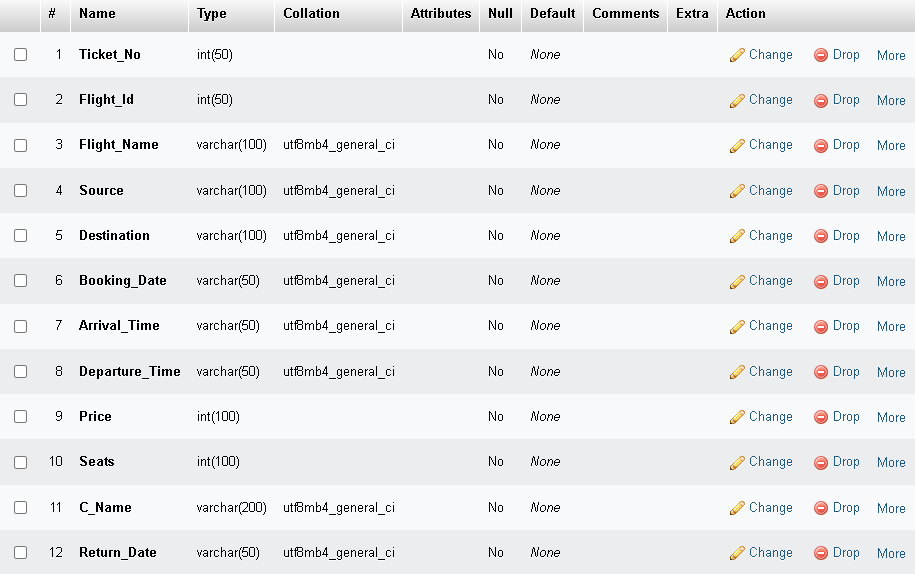 # Name Type Collation Attributes Null Default Comments Extra Action
1 Ticket_No int(50) No None Change Drop More
2 Flight_Id int(50) No None Change Drop More
3 Flight_Name varchar(100) utf8mb4_general_ci No None Change Drop More
4 Source varchar(100) utf8mb4_general_ci No None Change Drop More
5 Destination varchar(100) utf8mb4_general_ci No None Change Drop More
6 Booking_Date varchar(50) utf8mb4_general_ci No None Change Drop More
7 Arrival_Time varchar(50) utf8mb4_general_ci No None Change Drop More
8 Departure_Time varchar(50) utf8mb4_general_ci No None Change Drop More
9 Price int(100) No None Change Drop More
10 Seats int(100) No None Change Drop More
11 C_Name varchar(200) utf8mb4_general_ci No None Change Drop More
12 Return_Date varchar(50) utf8mb4_general_ci No None Change Drop More